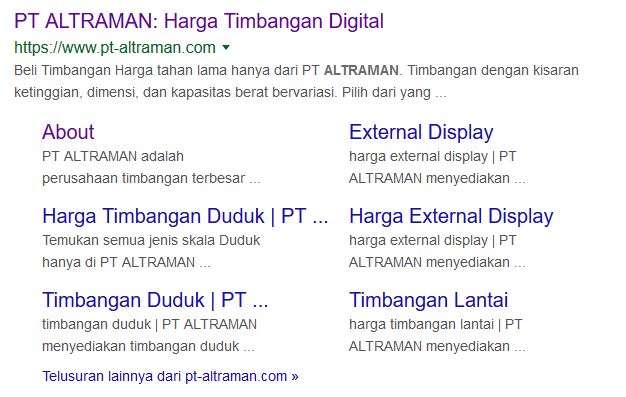 PT ALTRAMAN: Harga Timbangan Digital
https://www.pt-altraman.com
Beli Timbangan Harga tahan lama hanya dari PT ALTRAMAN. Timbangan dengan kisaran
ketinggian, dimensi, dan kapasitas berat bervariasi. Pilih dari yang ...
About
PT ALTRAMAN adalah
perusahaan timbangan terbesar ...
External Display
harga external display | PT
ALTRAMAN menyediakan ...
Harga Timbangan Duduk | PT ...
Temukan semua jenis skala Duduk
hanya di PT ALTRAMAN ...
Harga External Display
harga external display | PT
ALTRAMAN menyediakan ...
Timbangan Duduk | PT ...
timbangan duduk | PT ALTRAMAN
menyediakan timbangan duduk ...
Timbangan Lantai
harga timbangan lantai | PT
ALTRAMAN menyediakan ...
Telusuran lainnya dari pt-altraman.com »